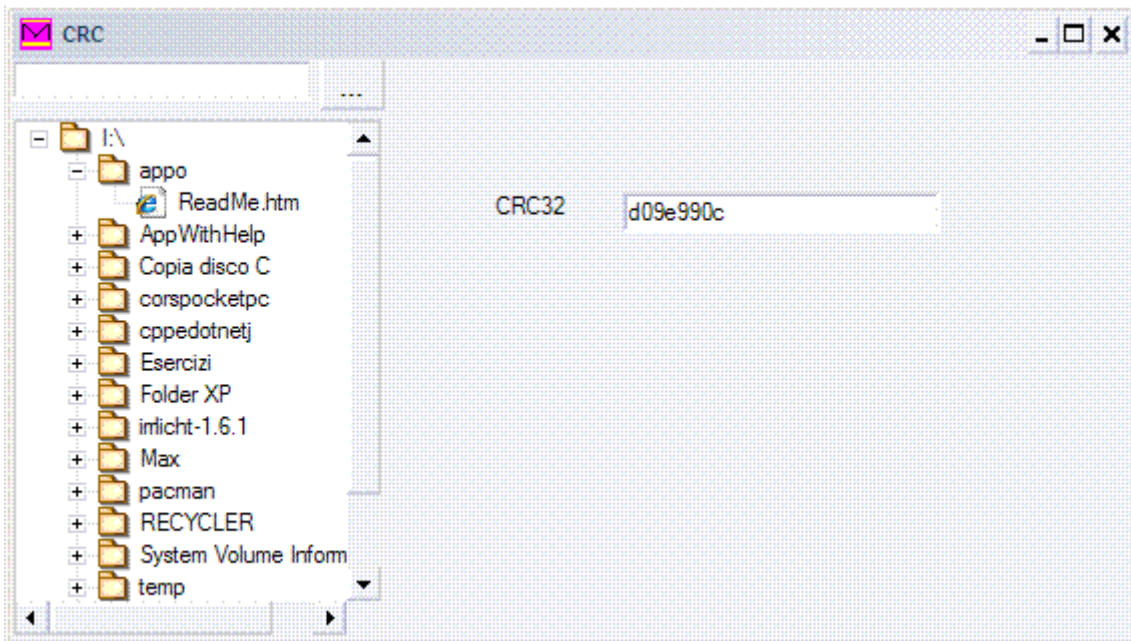 CRC
...
I:\
appo
ReadMe.htm
CRC32 d09e990c
AppWithHelp
Copia disco C
corspocketpc
cppedotnetj
Esercizi
Folder XP
irrlicht-1.6.1
Max
pacman
RECYCLER
System Volume Inform
temp